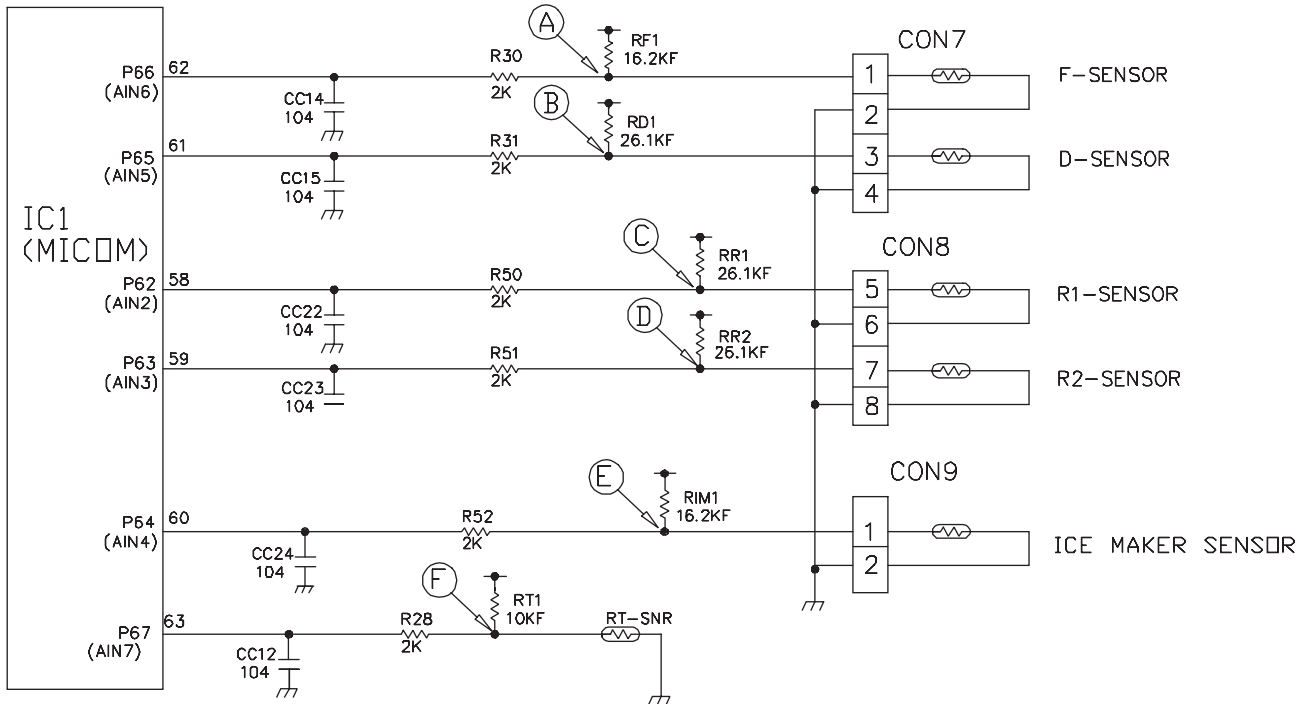 A
RF1
16.2KF
CON7
P66
(AIN6)
62
R30
2K
1
F-SENSOR
CC14
104
B
RD1
26.1KF
2
P65
(AIN5)
61
R31
2K
3
D-SENSOR
CC15
104
4
IC1
(MICOM)
C
RR1
26.1KF
CON8
P62
(AIN2)
58
R50
2K
5
R1-SENSOR
CC22
104
D
RR2
26.1KF
6
P63
(AIN3)
59
R51
2K
7
R2-SENSOR
CC23
104
8
CON9
E
RIM1
16.2KF
P64
(AIN4)
60
R52
2K
1
ICE MAKER SENSOR
CC24
104
2
F
RT1
10KF
P67
(AIN7)
63
R28
2K
RT-SNR
CC12
104